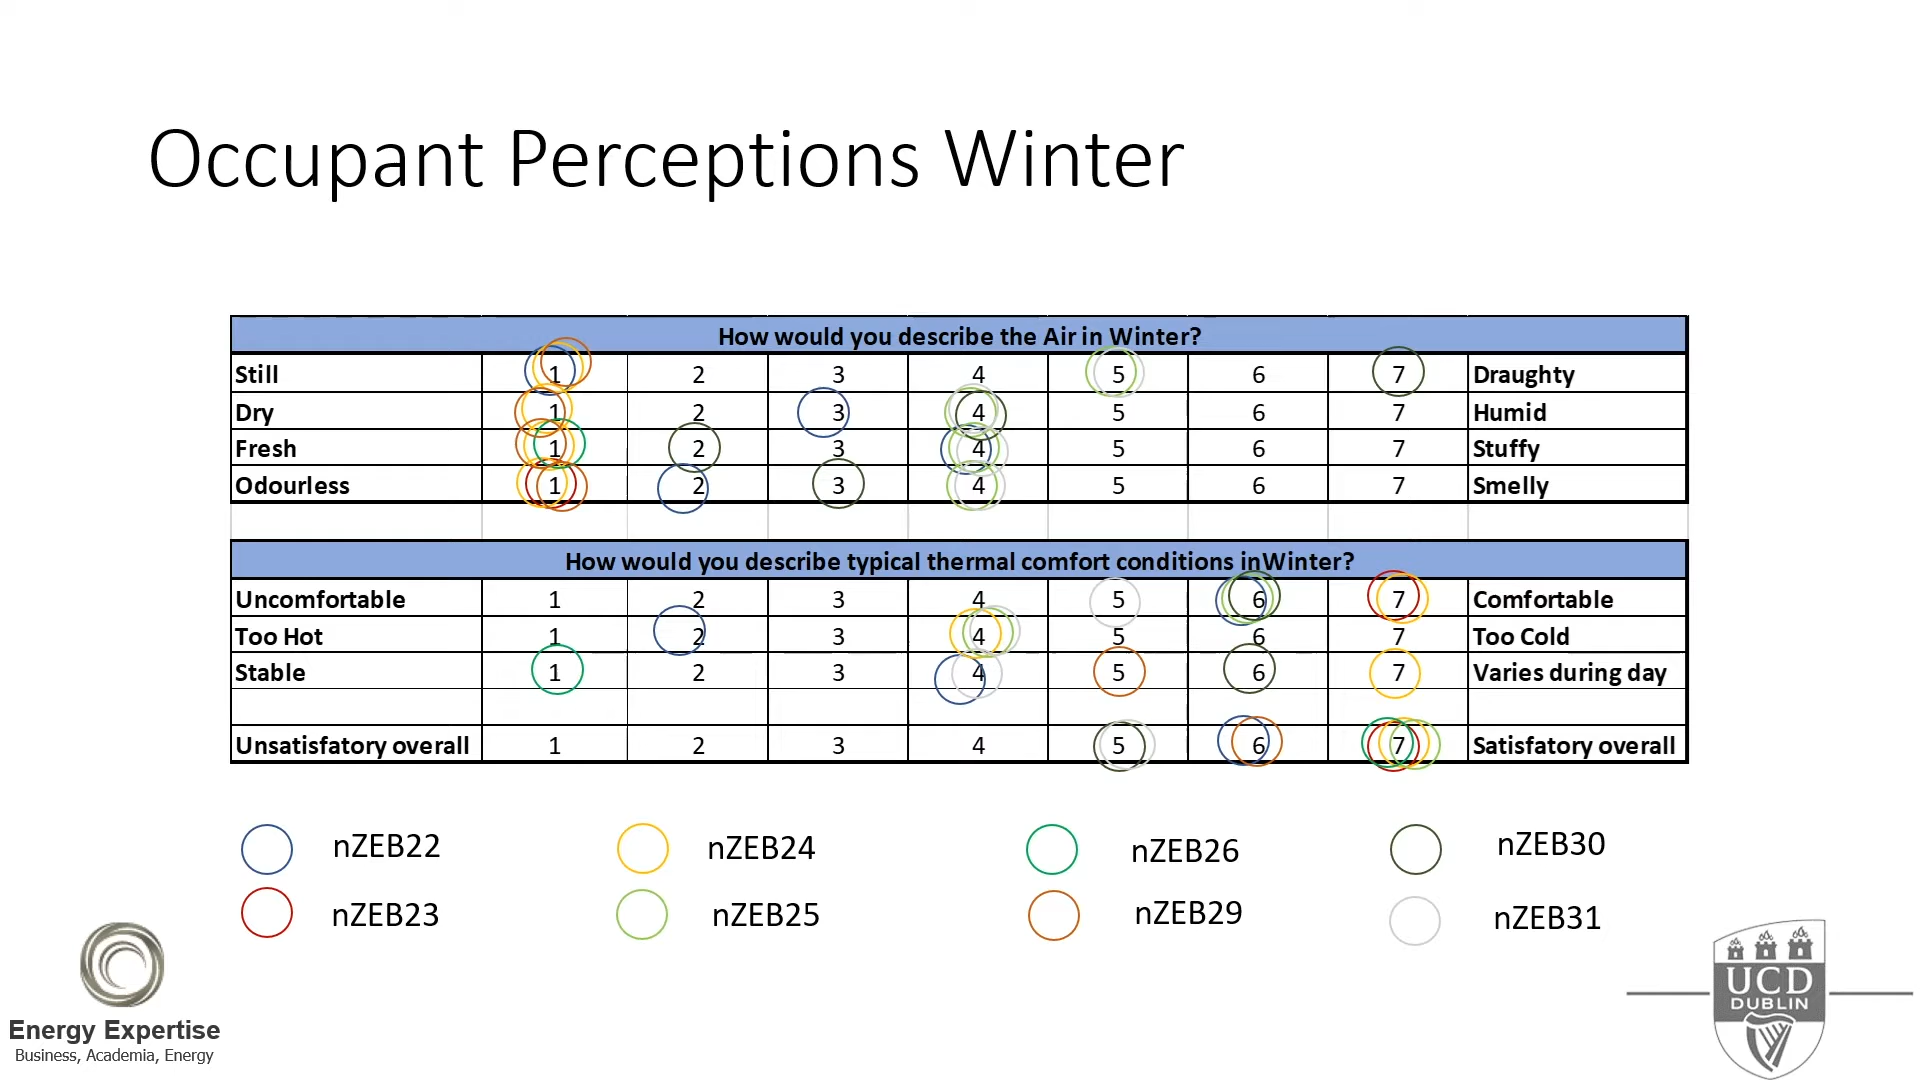 Occupant Perceptions Winter
How would you describe the Air in Winter?
Still 1 2 3 4 5 6 7 Draughty
Dry 1 2 3 4 5 6 7 Humid
Fresh 1 2 3 4 5 6 7 Stuffy
Odourless 1 2 3 4 5 6 7 Smelly
How would you describe typical thermal comfort conditions inWinter?
Uncomfortable 1 2 3 4 5 6 7 Comfortable
Too Hot 1 2 3 4 5 6 7 Too Cold
Stable 1 2 3 4 5 6 7 Varies during day
Unsatisfatory overall 1 2 3 4 5 6 7 Satisfatory overall
nZEB22 nZEB24 nZEB26 nZEB30
nZEB23 nZEB25 nZEB29 nZEB31
Energy Expertise
Business, Academia, Energy
UCD
DUBLIN